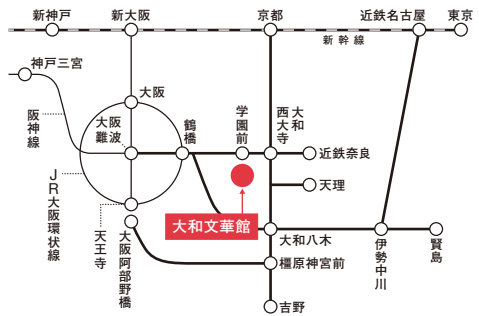 新神戸
新大阪
京都
近鉄名古屋
東京
新幹線
神戸三宮
大阪
阪神線
大阪難波
鶴橋
学園前
大和西大寺
近鉄奈良
天理
JR大阪環状線
天王寺
大阪阿部野橋
大和文華館
大和八木
伊勢中川
賢島
橿原神宮前
吉野